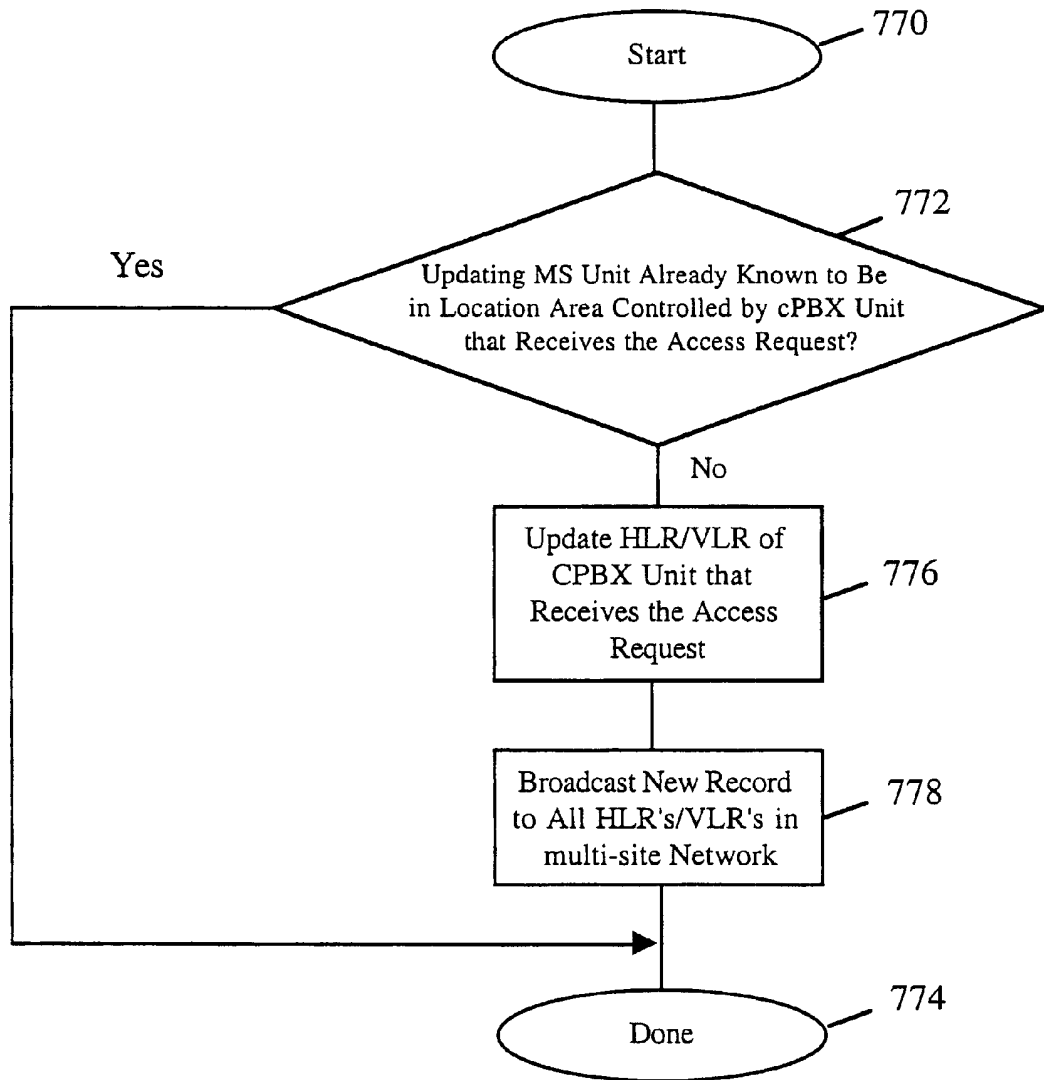 770
Start
772
Yes
Updating MS Unit Already Known to Be
in Location Area Controlled by cPBX Unit
that Receives the Access Request?
No
Update HLR/VLR of
CPBX Unit that
Receives the Access
Request
776
Broadcast New Record
to All HLR's/VLR's in
multi-site Network
778
774
Done